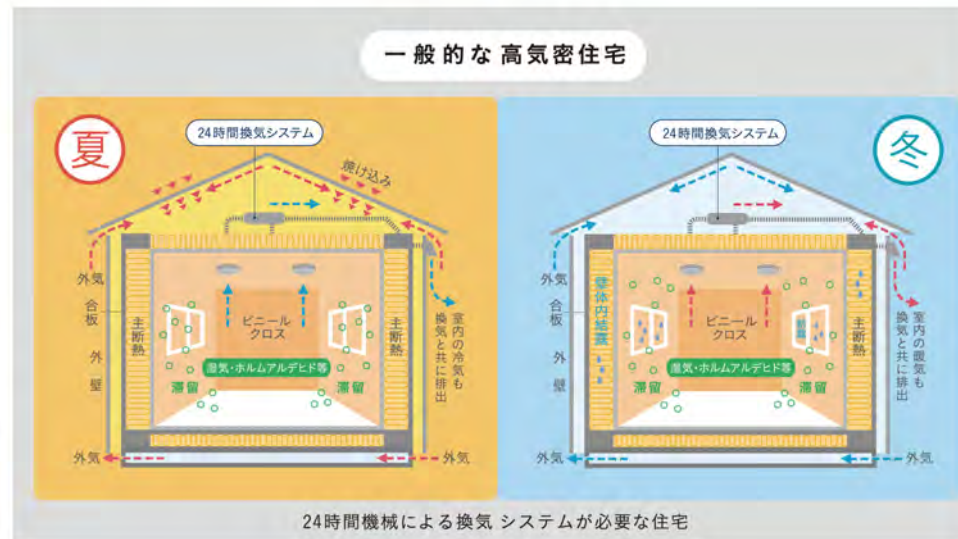 一般的な高気密住宅
夏
24時間換気システム
焼け込み
外気
合板
外壁
主断熱
ビニール
クロス
主断熱
湿気・ホルムアルデヒド等
滞留
滞留
室内の冷気も
換気と共に排出
外気
外気
冬
24時間換気システム
外気
合板
外壁
壁体内結露
ビニール
クロス
結露
主断熱
湿気・ホルムアルデヒド等
滞留
滞留
室内の暖気も
換気と共に排出
外気
外気
24時間機械による換気システムが必要な住宅